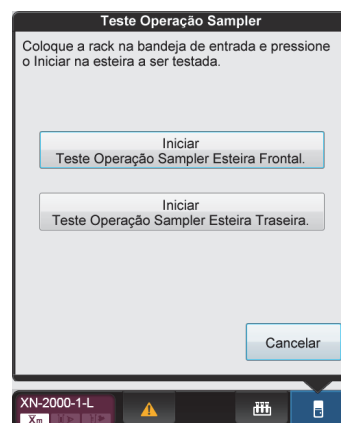 Teste Operação Sampler
Coloque a rack na bandeja de entrada e pressione
o Iniciar na esteira a ser testada.
Iniciar
Teste Operação Sampler Esteira Frontal.
Iniciar
Teste Operação Sampler Esteira Traseira.
Cancelar
XN-2000-1-L